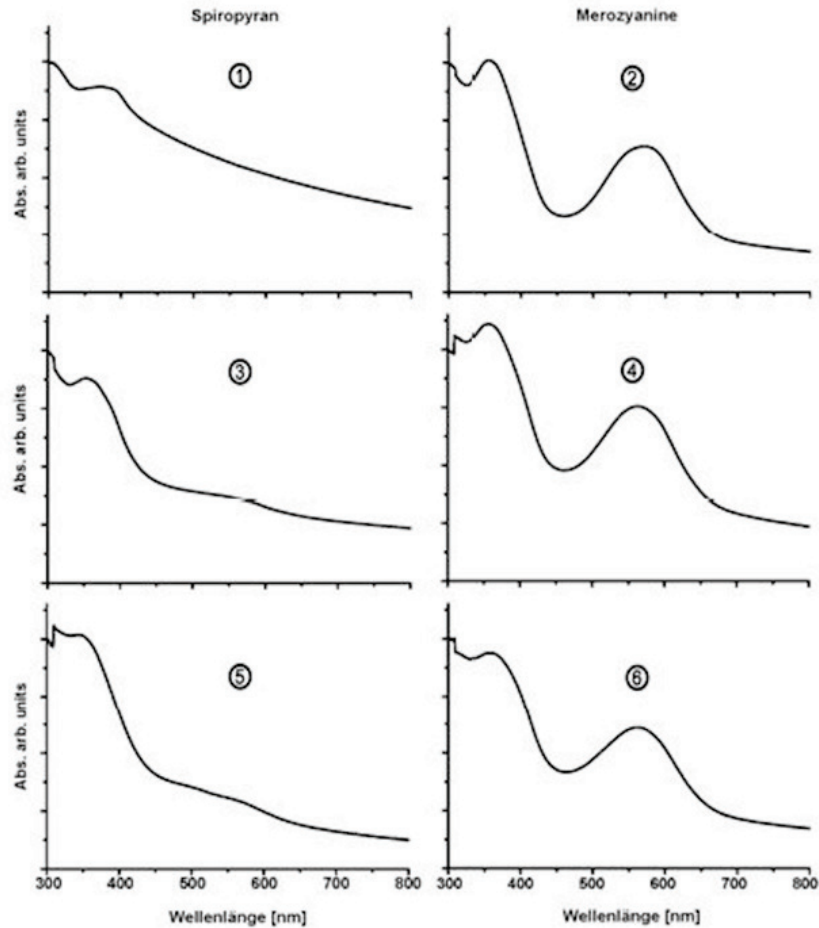 Spiropyran
Merozyanine
Abs. arb. units
1
2
Abs. arb. units
3
4
Abs. arb. units
5
6
300 400 500 600 700 800
300 400 500 600 700 800
Wellenlänge [nm]
Wellenlänge [nm]